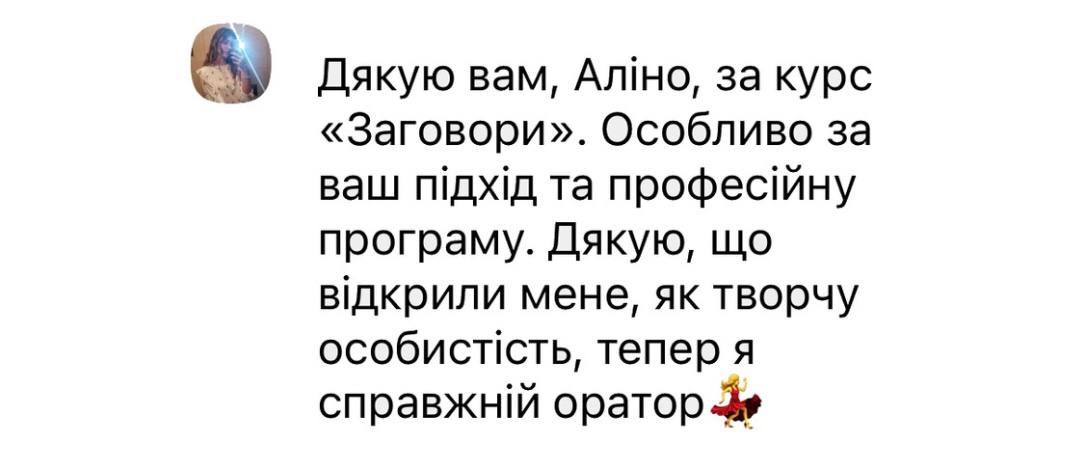 Дякую вам, Аліно, за курс
«Заговори». Особливо за
ваш підхід та професійну
програму. Дякую, що
відкрили мене, як творчу
особистість, тепер я
справжній оратор💃